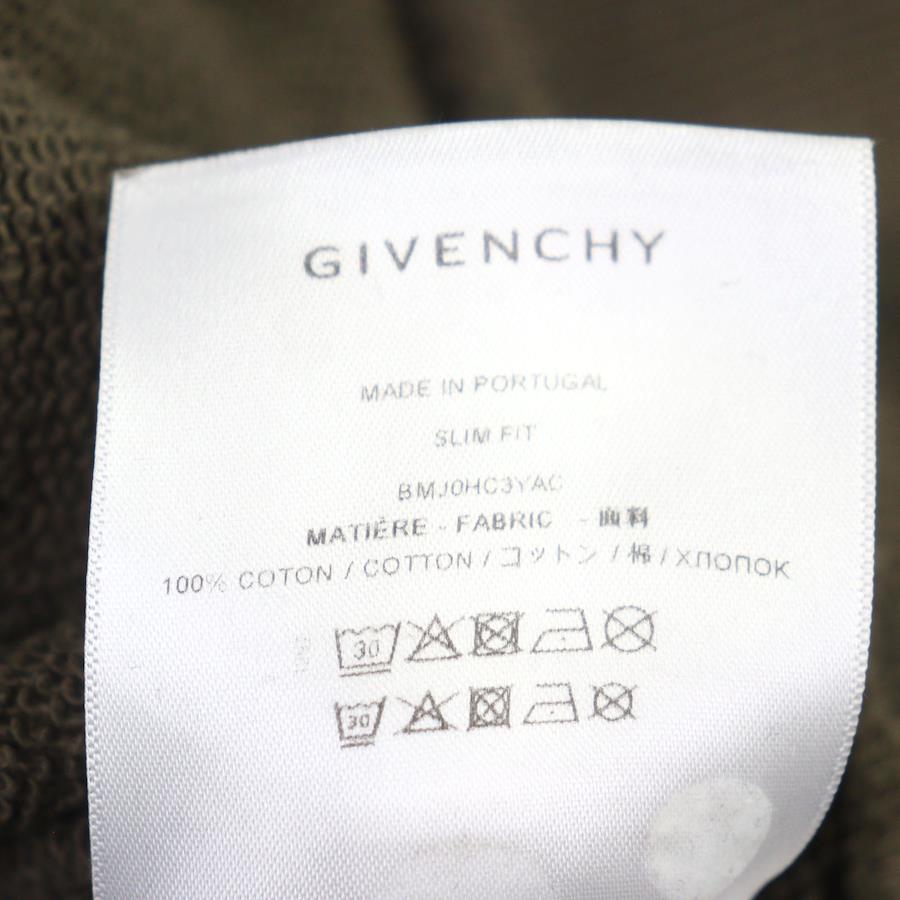 GIVENCHY
MADE IN PORTUGAL
SLIM FIT
BMJ0HC3YAC
MATIÈRE - FABRIC - 面料
100% COTON / COTTON / コットン / 棉 / ХЛОПОК
30
30